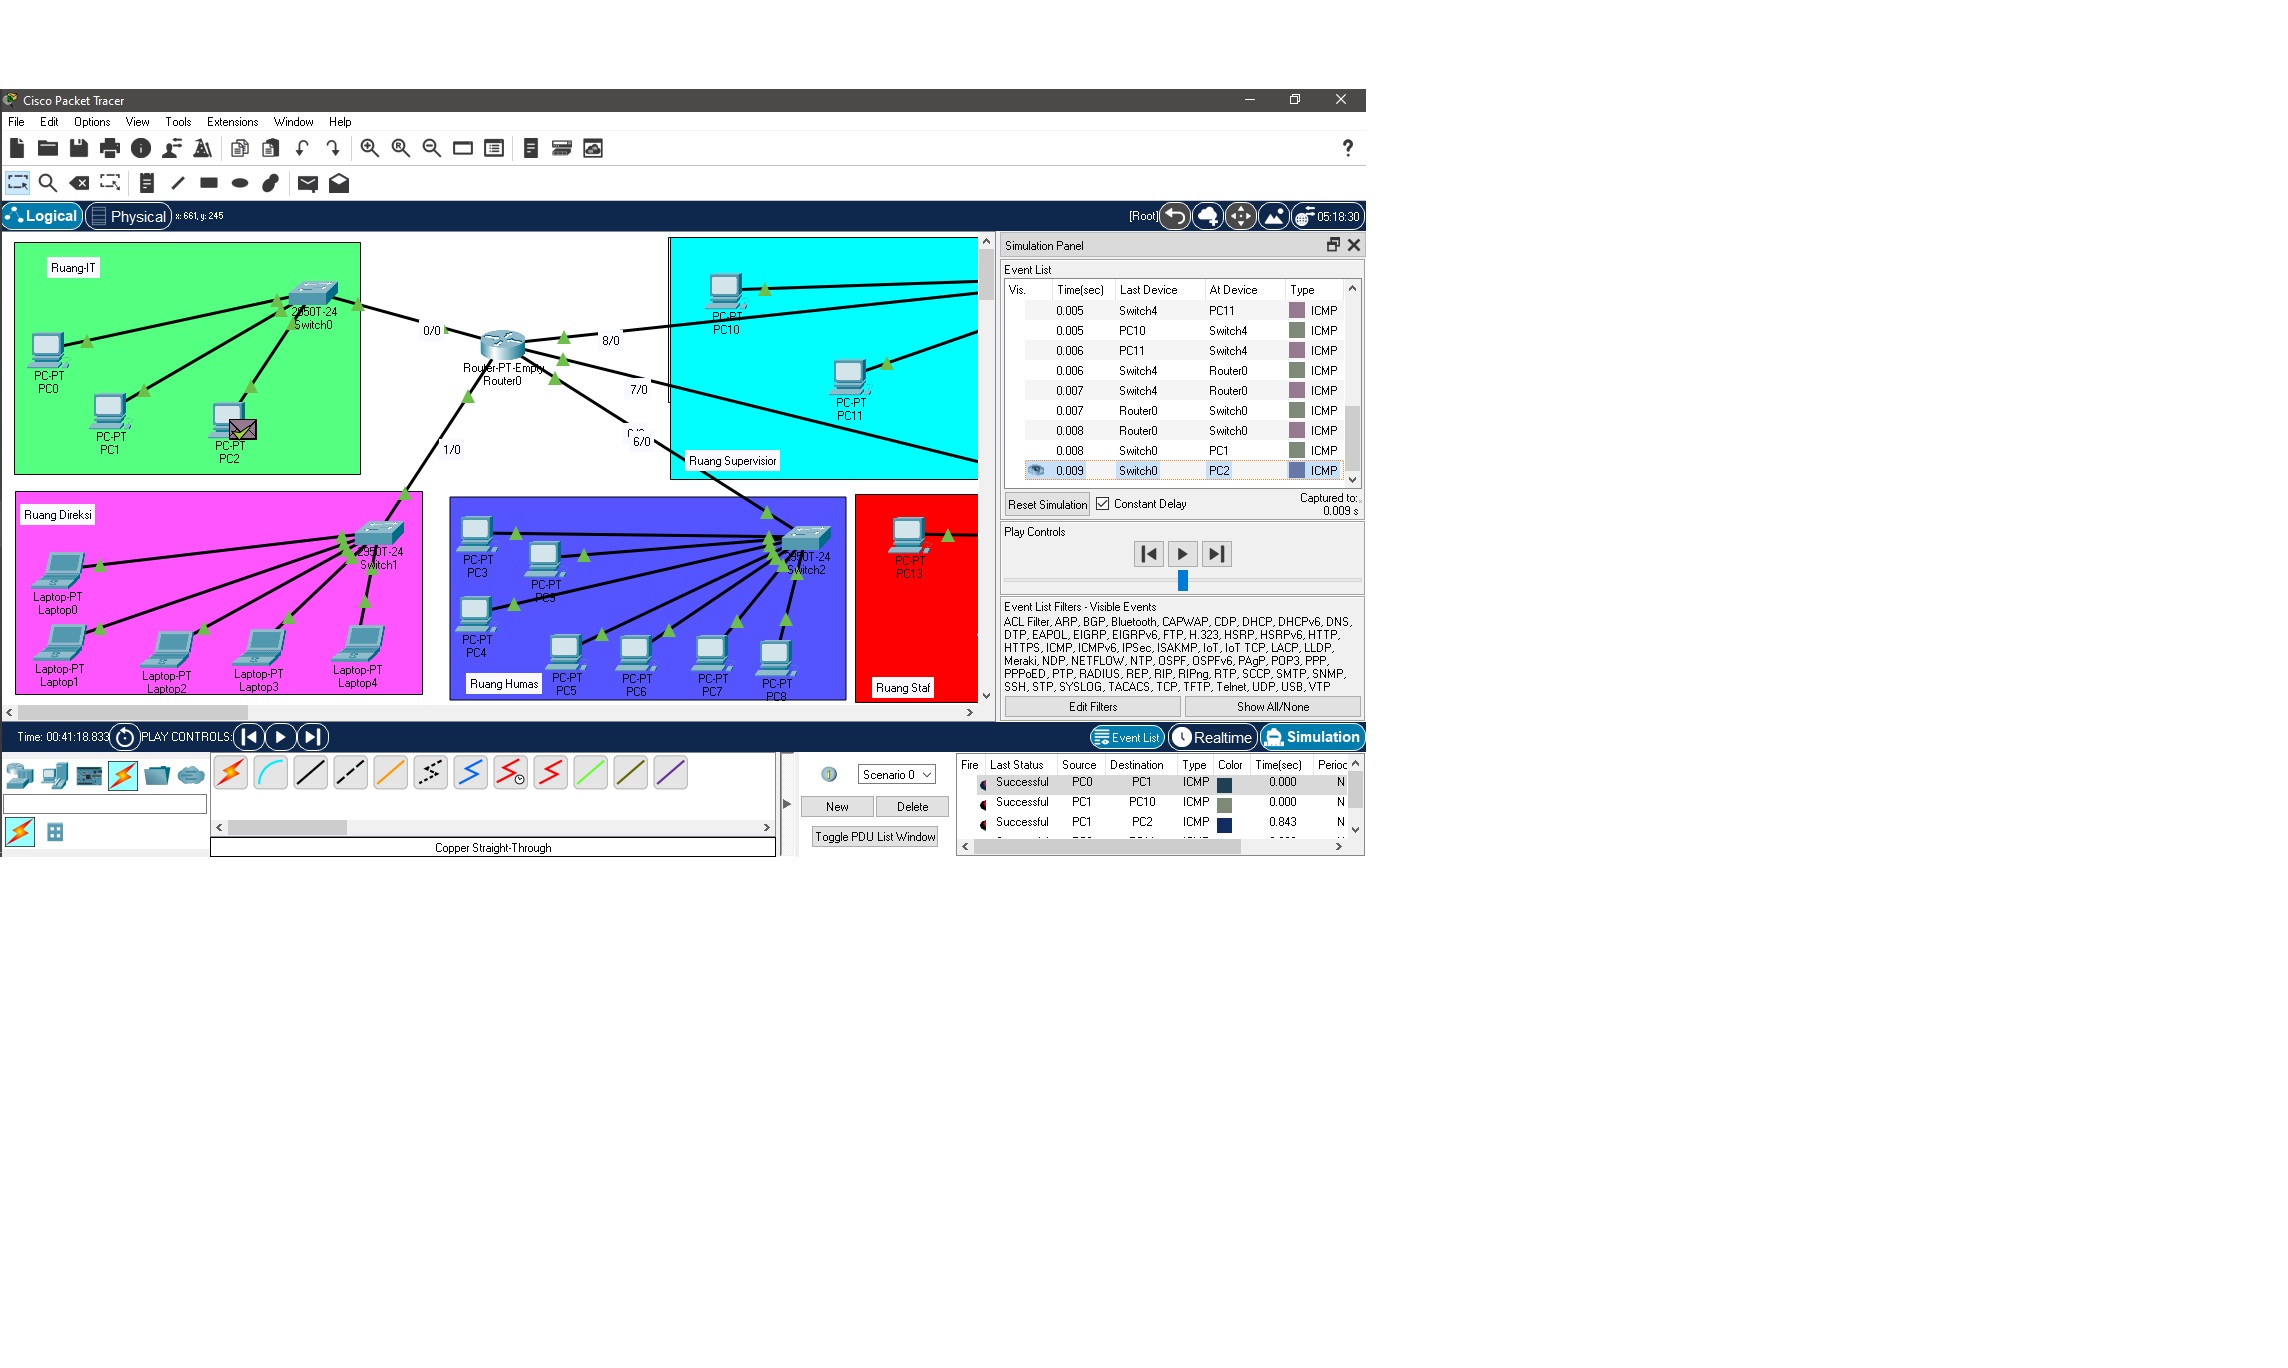 Cisco Packet Tracer
File Edit Options View Tools Extensions Window Help
Logical Physical x: 661, y: 245 [Root] 05:18:30
Ruang-IT
2950T-24
Switch0
PC-PT
PC0
PC-PT
PC1
PC-PT
PC2
0/0
Router-PT-Empty
Router0
8/0
7/0
6/0
1/0
PC-PT
PC10
PC-PT
PC11
Ruang Supervisior
Ruang Direksi
2950T-24
Switch1
Laptop-PT
Laptop0
Laptop-PT
Laptop1
Laptop-PT
Laptop2
Laptop-PT
Laptop3
Laptop-PT
Laptop4
PC-PT
PC3
PC-PT
PC-PT
PC4
2950T-24
Switch2
PC-PT
PC5
PC-PT
PC6
PC-PT
PC7
PC-PT
PC8
Ruang Humas
PC-PT
PC13
Ruang Staf
Simulation Panel
Event List
Vis. Time(sec) Last Device At Device Type
0.005 Switch4 PC11 ICMP
0.005 PC10 Switch4 ICMP
0.006 PC11 Switch4 ICMP
0.006 Switch4 Router0 ICMP
0.007 Switch4 Router0 ICMP
0.007 Router0 Switch0 ICMP
0.008 Router0 Switch0 ICMP
0.008 Switch0 PC1 ICMP
0.009 Switch0 PC2 ICMP
Reset Simulation Constant Delay Captured to:
0.009 s
Play Controls
Event List Filters - Visible Events
ACL Filter, ARP, BGP, Bluetooth, CAPWAP, CDP, DHCP, DHCPv6, DNS,
DTP, EAPOL, EIGRP, EIGRPv6, FTP, H.323, HSRP, HSRPv6, HTTP,
HTTPS, ICMP, ICMPv6, IPSec, ISAKMP, IoT, IoT TCP, LACP, LLDP,
Meraki, NDP, NETFLOW, NTP, OSPF, OSPFv6, PAgP, POP3, PPP,
PPPoED, PTP, RADIUS, REP, RIP, RIPng, RTP, SCCP, SMTP, SNMP,
SSH, STP, SYSLOG, TACACS, TCP, TFTP, Telnet, UDP, USB, VTP
Edit Filters Show All/None
Time: 00:41:18.833 PLAY CONTROLS: Event List Realtime Simulation
Scenario 0
New Delete
Toggle PDU List Window
Copper Straight-Through
Fire Last Status Source Destination Type Color Time(sec) Perioc
Successful PC0 PC1 ICMP 0.000 N
Successful PC1 PC10 ICMP 0.000 N
Successful PC1 PC2 ICMP 0.843 N